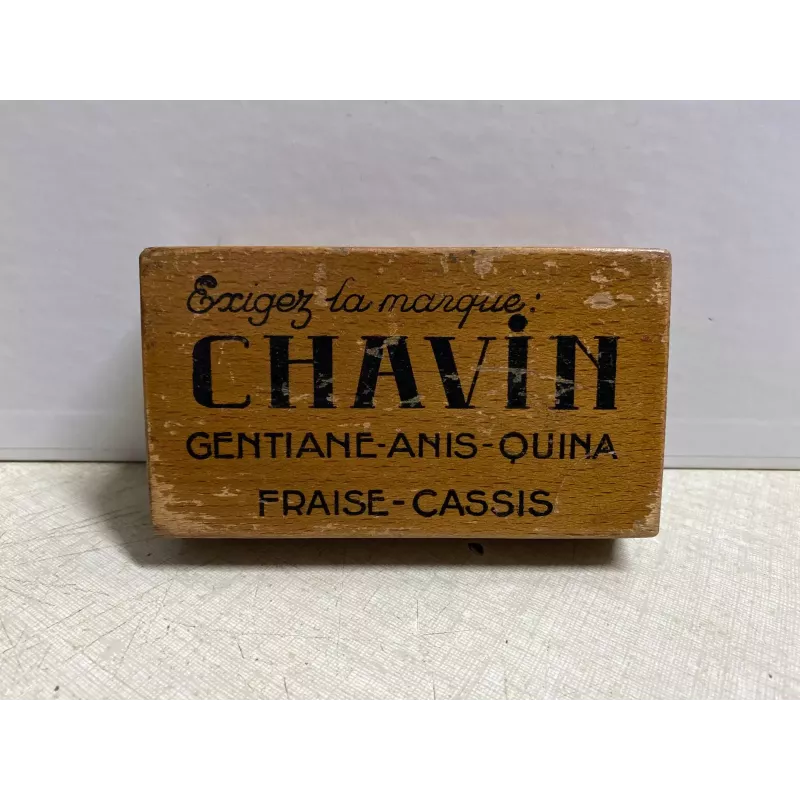 Exigez la marque:
CHAViN
GENTIANE-ANIS-QUINA
FRAISE-CASSIS